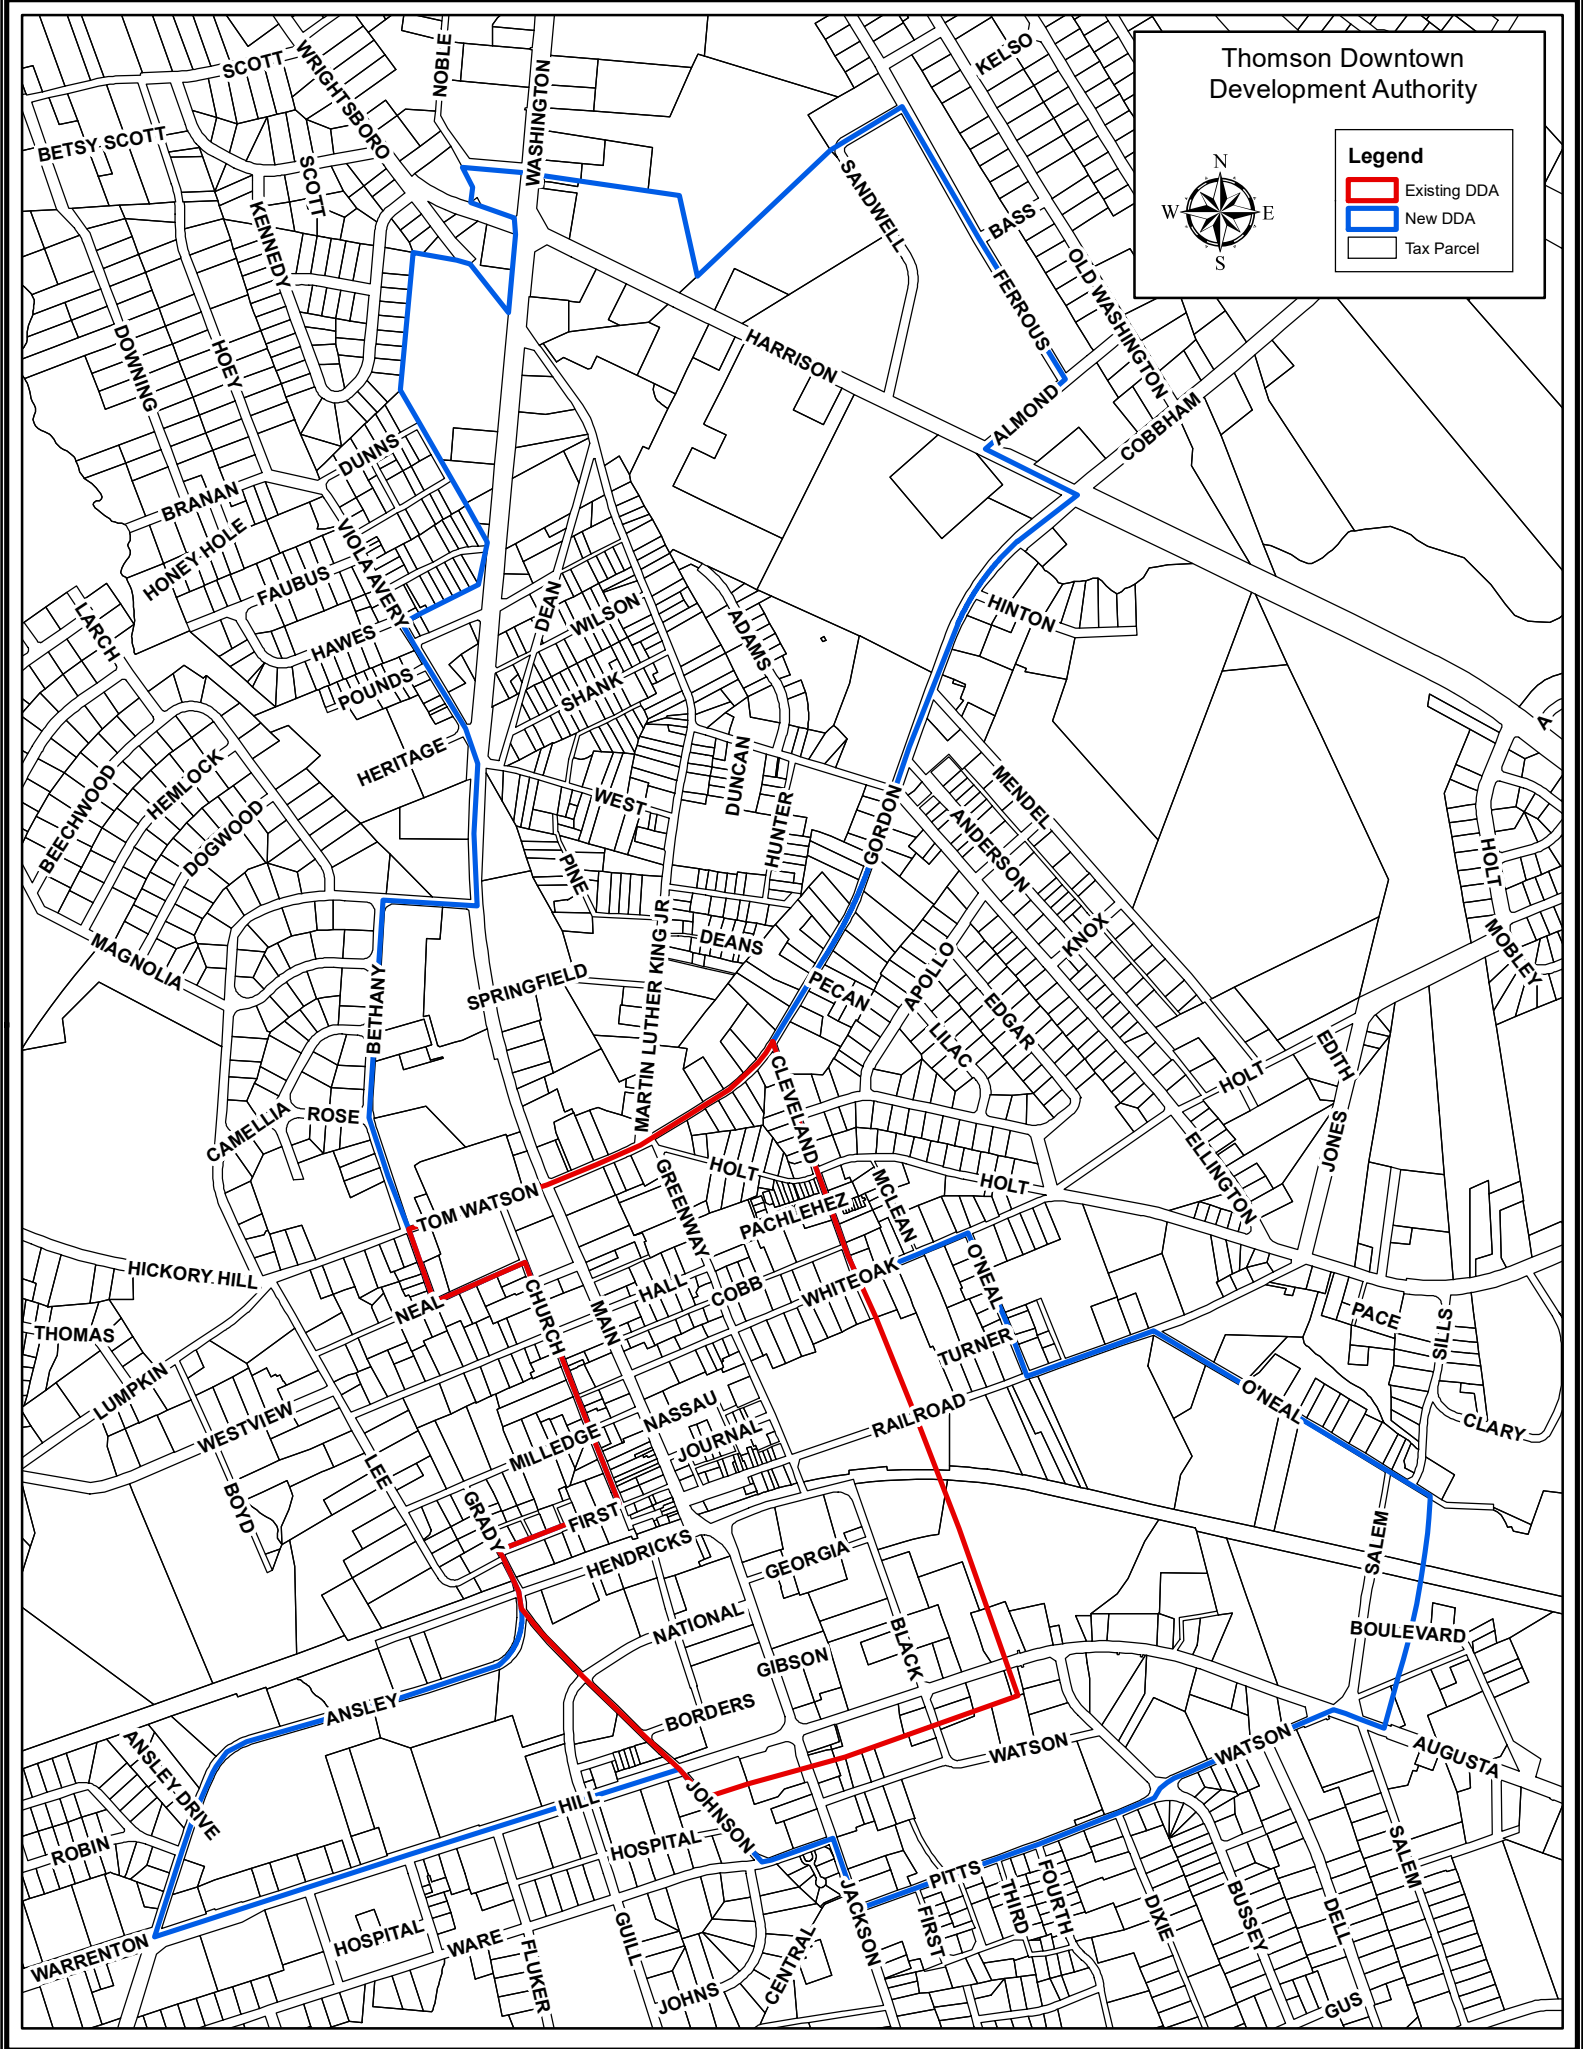 Thomson Downtown
Development Authority
Legend
Existing DDA
New DDA
Tax Parcel
N
W
E
S
NOBLE
KELSO
SCOTT
WRIGHTSBORO
WASHINGTON
BETSY SCOTT
SCOTT
KENNEDY
SANDWELL
BASS
OLD WASHINGTON
FERROUS
DOWNING
HOEY
HARRISON
ALMOND
COBBHAM
DUNNS
BRANAN
HONEY HOLE
VIOLA AVERY
FAUBUS
LARCH
HAWES
DEAN
WILSON
ADAMS
HINTON
POUNDS
SHANK
A
HERITAGE
BEECHWOOD
HEMLOCK
DOGWOOD
WEST
DUNCAN
HUNTER
MENDEL
GORDON
ANDERSON
PINE
HOLT
MAGNOLIA
DEANS
KNOX
MOBLEY
BETHANY
SPRINGFIELD
MARTIN LUTHER KING JR
PECAN
APOLLO
EDGAR
LILAC
EDITH
CLEVELAND
HOLT
CAMELLIA
ROSE
JONES
ELLINGTON
HOLT
GREENWAY
MCLEAN
HOLT
TOM WATSON
PACHLEHEZ
HICKORY HILL
O'NEAL
WHITEOAK
HALL
COBB
NEAL
CHURCH
MAIN
THOMAS
PACE
SILLS
TURNER
LUMPKIN
WESTVIEW
NASSAU
RAILROAD
O'NEAL
CLARY
MILLEDGE
JOURNAL
LEE
BOYD
GRADY
FIRST
HENDRICKS
GEORGIA
SALEM
NATIONAL
BLACK
BOULEVARD
GIBSON
ANSLEY
BORDERS
WATSON
WATSON
AUGUSTA
ANSLEY DRIVE
HILL
JOHNSON
ROBIN
HOSPITAL
SALEM
PITTS
THIRD
FOURTH
DIXIE
BUSSEY
DELL
WARRENTON
HOSPITAL
WARE
FLUKER
GUILL
JOHNS
CENTRAL
JACKSON
FIRST
GUS